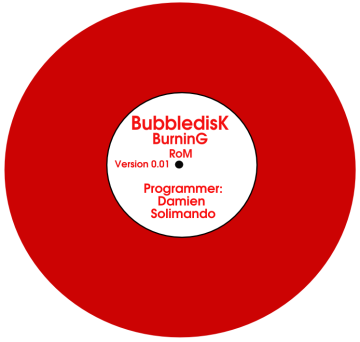 BubbledisK
BurninG
RoM
Version 0.01
Programmer:
Damien
Solimando